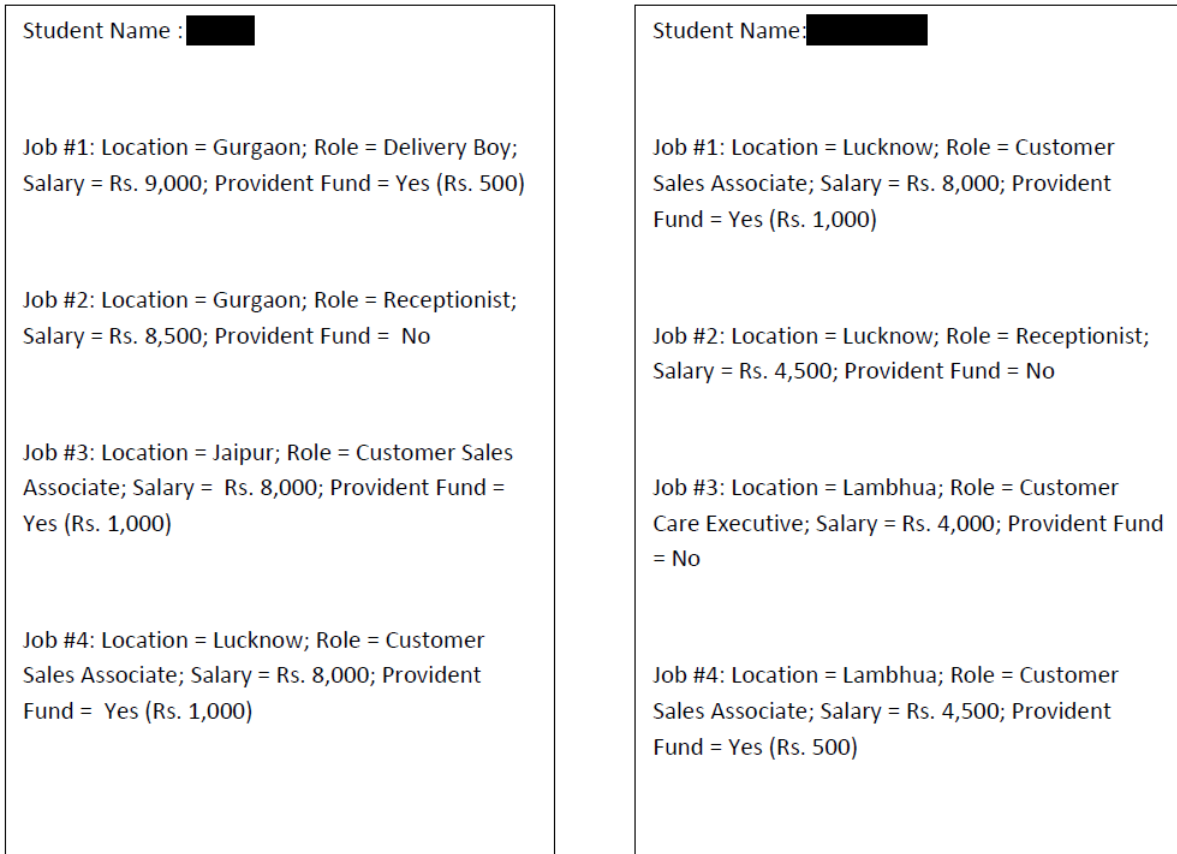 Student Name :
Job #1: Location = Gurgaon; Role = Delivery Boy;
Salary = Rs. 9,000; Provident Fund = Yes (Rs. 500)
Job #2: Location = Gurgaon; Role = Receptionist;
Salary = Rs. 8,500; Provident Fund =  No
Job #3: Location = Jaipur; Role = Customer Sales
Associate; Salary =  Rs. 8,000; Provident Fund =
Yes (Rs. 1,000)
Job #4: Location = Lucknow; Role = Customer
Sales Associate; Salary = Rs. 8,000; Provident
Fund =  Yes (Rs. 1,000)
Student Name:
Job #1: Location = Lucknow; Role = Customer
Sales Associate; Salary = Rs. 8,000; Provident
Fund = Yes (Rs. 1,000)
Job #2: Location = Lucknow; Role = Receptionist;
Salary = Rs. 4,500; Provident Fund = No
Job #3: Location = Lambhua; Role = Customer
Care Executive; Salary = Rs. 4,000; Provident Fund
= No
Job #4: Location = Lambhua; Role = Customer
Sales Associate; Salary = Rs. 4,500; Provident
Fund = Yes (Rs. 500)